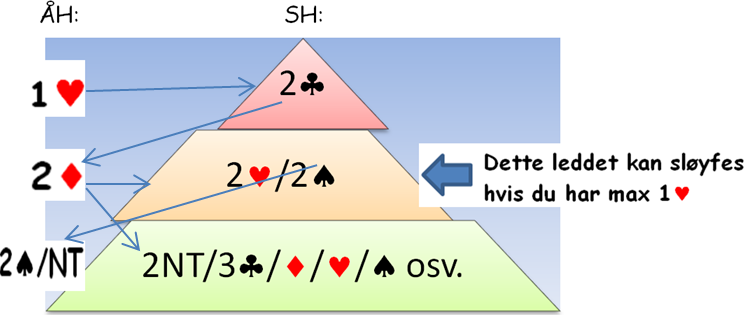 ÅH: SH:
1♥ 2♣
2♦ 2♥/2♠ Dette leddet kan sløyfes
hvis du har max 1♥
2♠/NT 2NT/3♣/♦/♥/♠ osv.